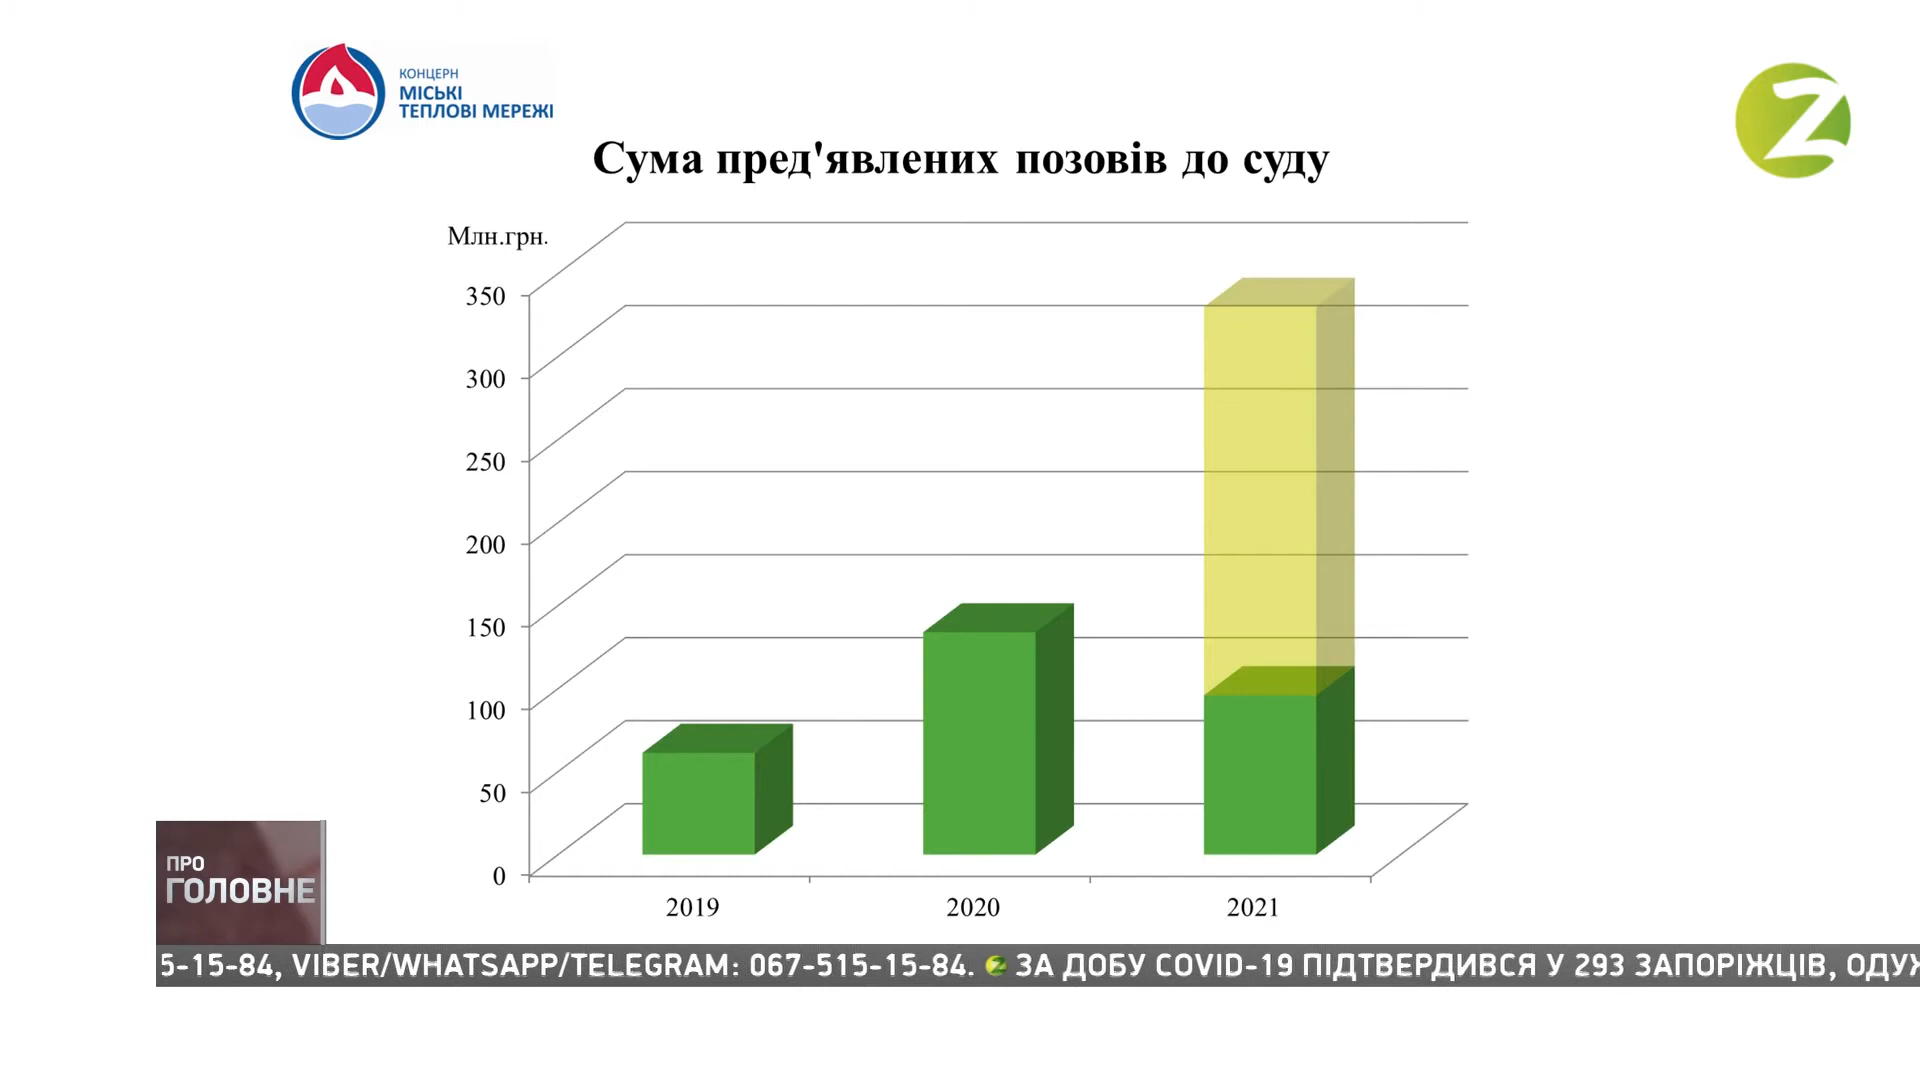 КОНЦЕРН
МІСЬКІ
ТЕПЛОВІ МЕРЕЖІ
Z
Сума пред'явлених позовів до суду
Млн.грн.
350
300
250
200
150
100
50
0
2019
2020
2021
ПРО
ГОЛОВНЕ
5-15-84, VIBER/WHATSAPP/TELEGRAM: 067-515-15-84. Z ЗА ДОБУ COVID-19 ПІДТВЕРДИВСЯ У 293 ЗАПОРІЖЦІВ,